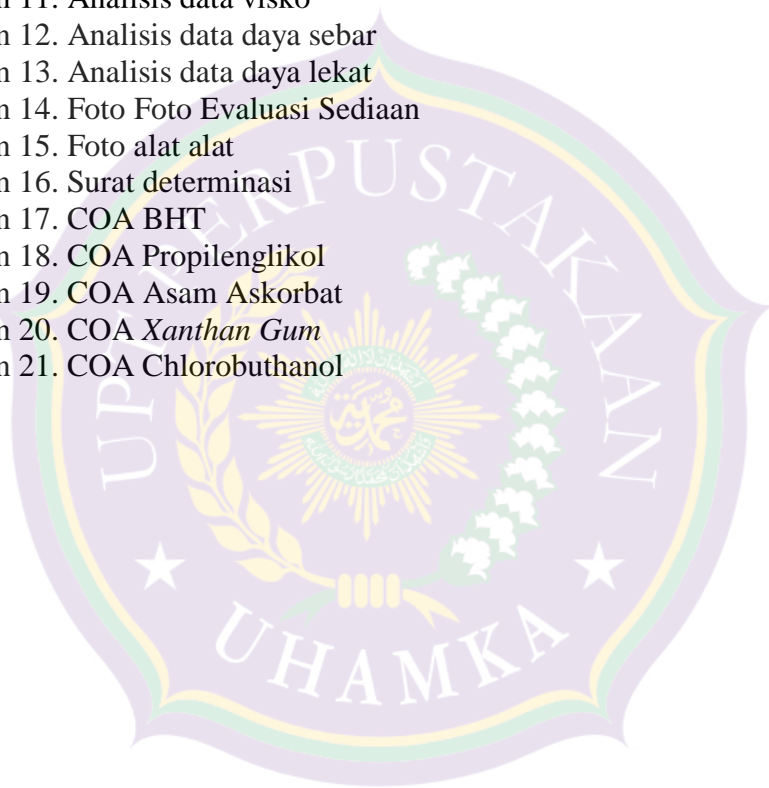 n 11. Analisis data visko
n 12. Analisis data daya sebar
n 13. Analisis data daya lekat
n 14. Foto Foto Evaluasi Sediaan
n 15. Foto alat alat
n 16. Surat determinasi
n 17. COA BHT
n 18. COA Propilenglikol
n 19. COA Asam Askorbat
n 20. COA Xanthan Gum
n 21. COA Chlorobuthanol
UPT PERPUSTAKAAN
UHAMKA